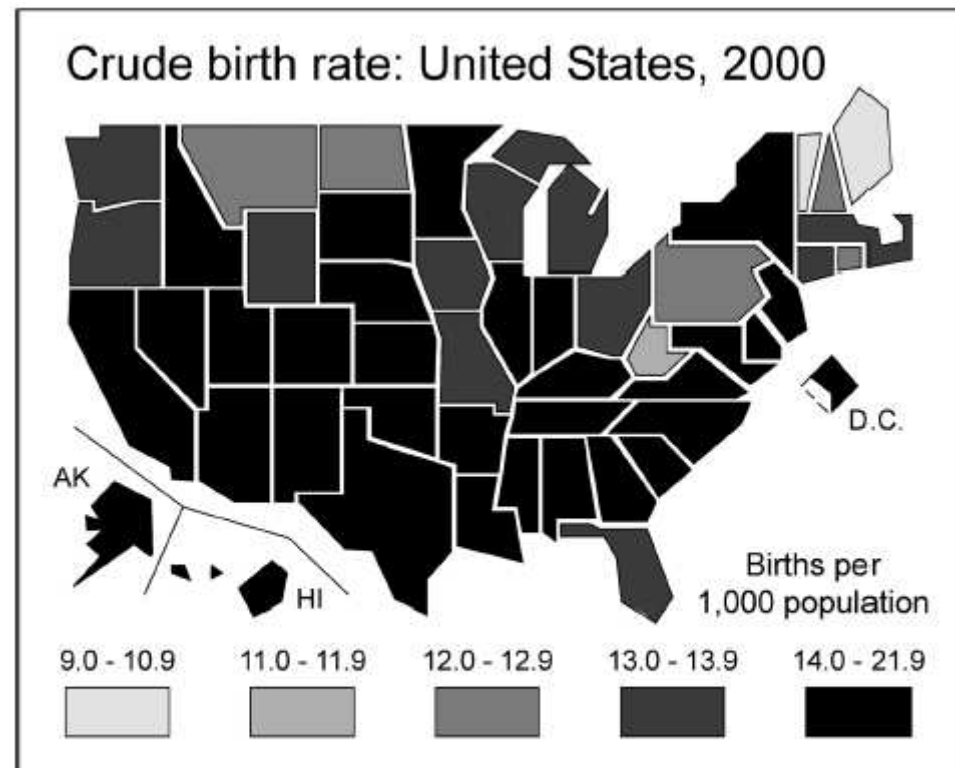 Crude birth rate: United States, 2000
D.C.
AK
HI
Births per
1,000 population
9.0 - 10.9 11.0 - 11.9 12.0 - 12.9 13.0 - 13.9 14.0 - 21.9